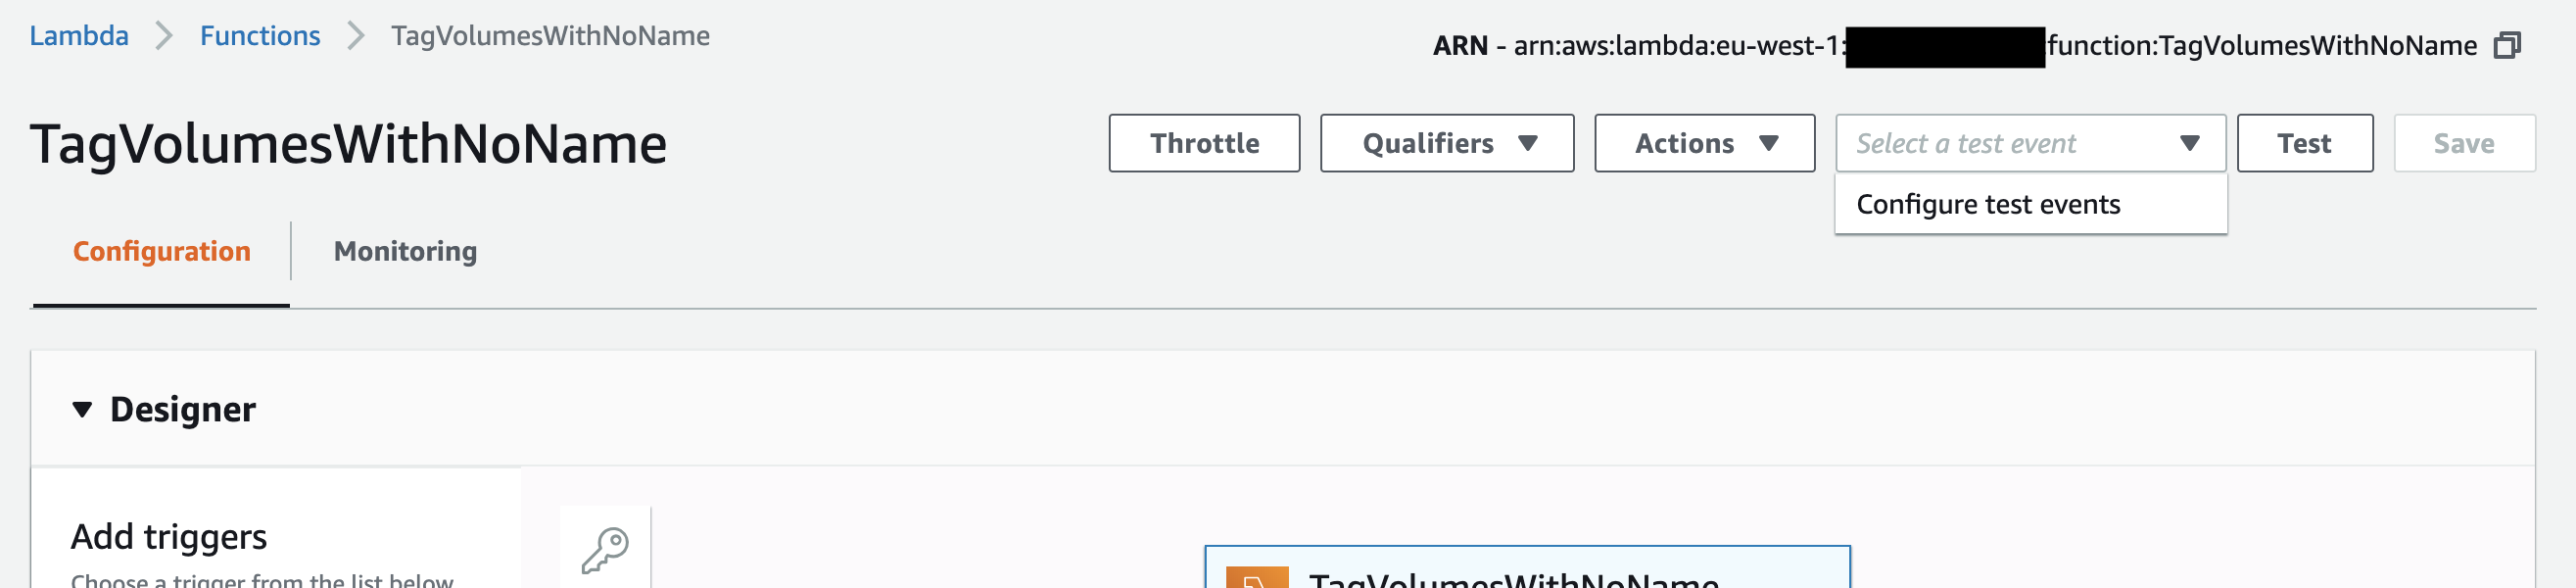 Lambda > Functions > TagVolumesWithNoName
ARN - arn:aws:lambda:eu-west-1: function:TagVolumesWithNoName
TagVolumesWithNoName
Throttle
Qualifiers
Actions
Select a test event
Test
Save
Configure test events
Configuration
Monitoring
Designer
Add triggers
Choose a trigger from the list below
TagVolumesWithNoName